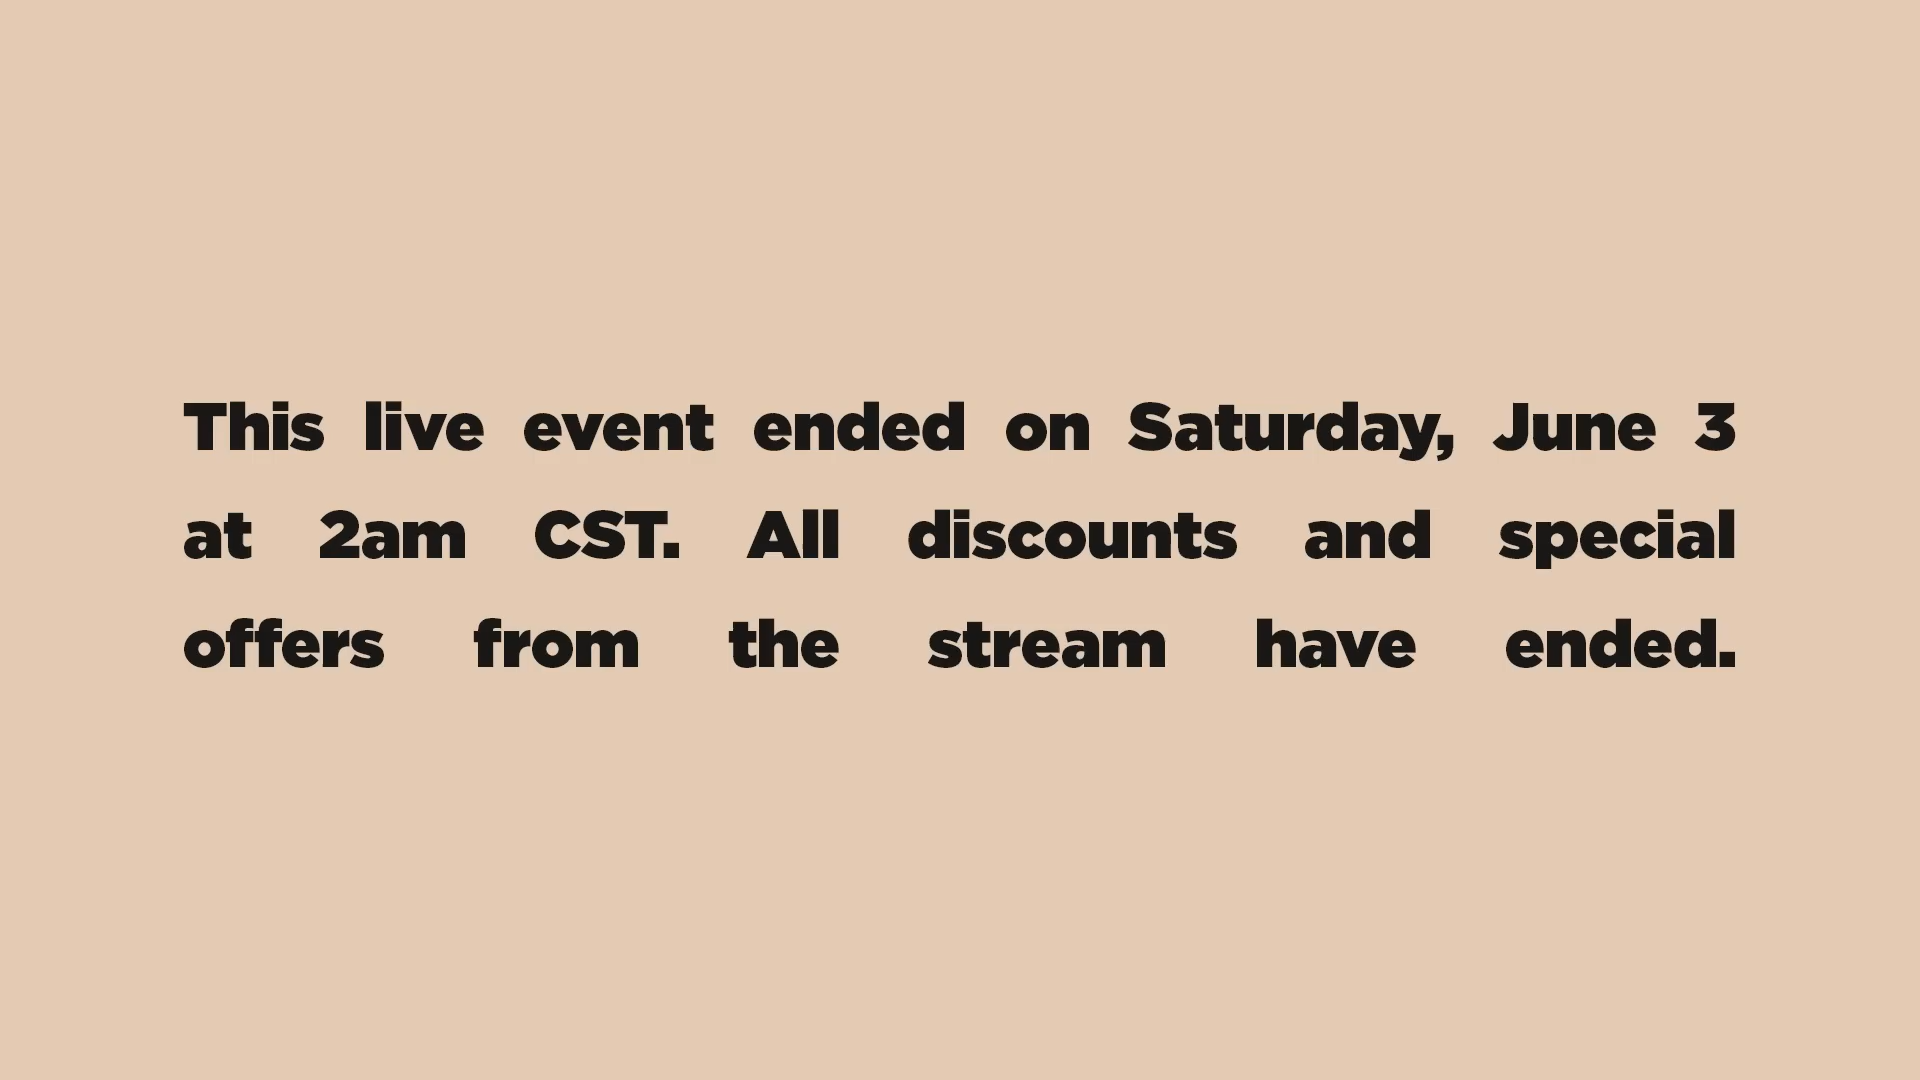 This live event ended on Saturday, June 3
at 2am CST. All discounts and special
offers from the stream have ended.